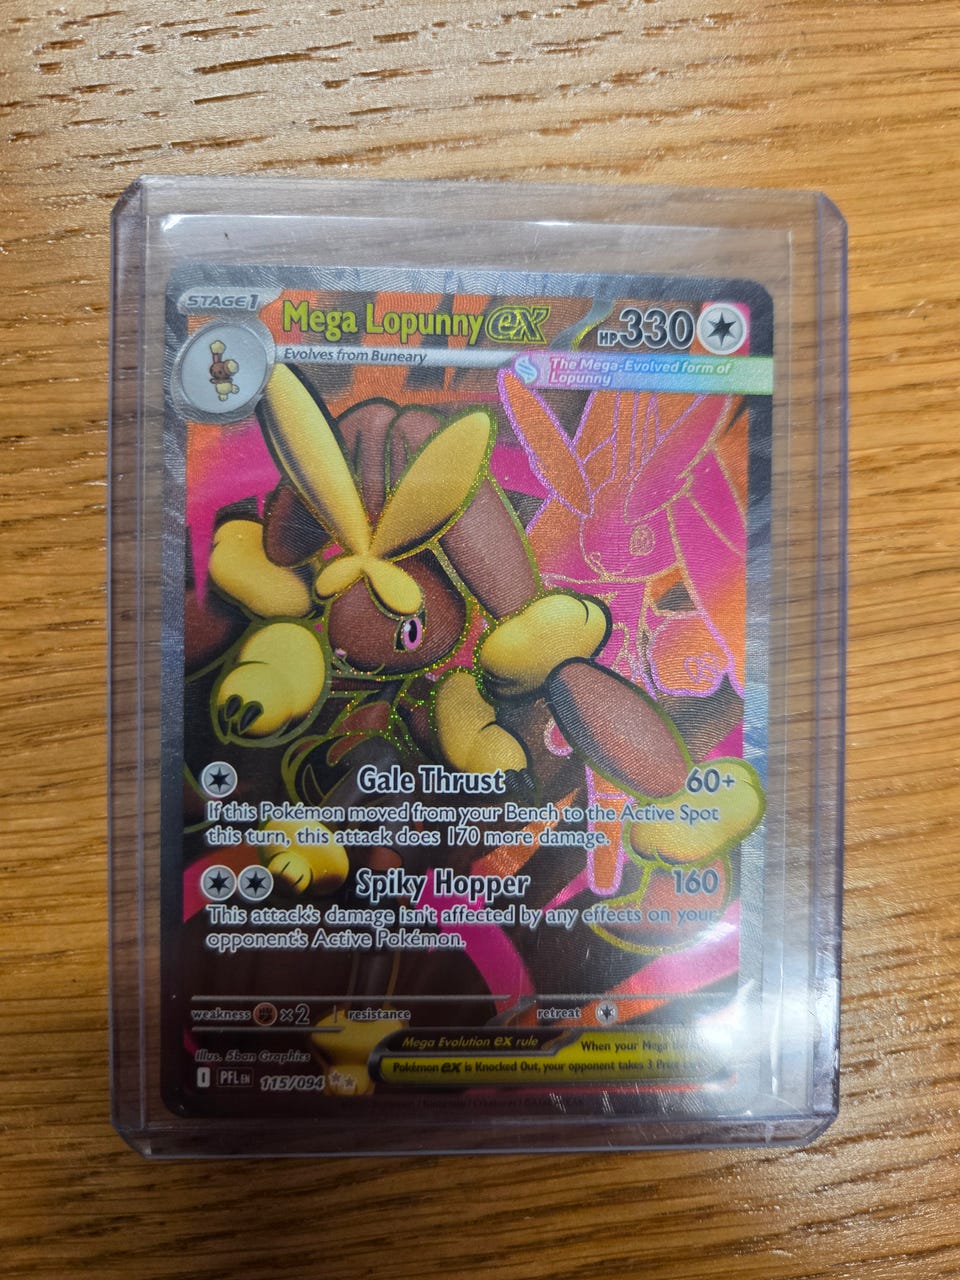 STAGE 1
Mega Lopunny ex
HP 330
Evolves from Buneary
The Mega-Evolved form of
Lopunny
Gale Thrust 60+
If this Pokémon moved from your Bench to the Active Spot
this turn, this attack does 170 more damage.
Spiky Hopper 160
This attack's damage isn't affected by any effects on your
opponent's Active Pokémon.
weakness ×2 resistance retreat
Mega Evolution ex rule
When your Mega
Pokémon ex is Knocked Out, your opponent takes 3
Illus. 5ban Graphics
I PFL EN 115/094